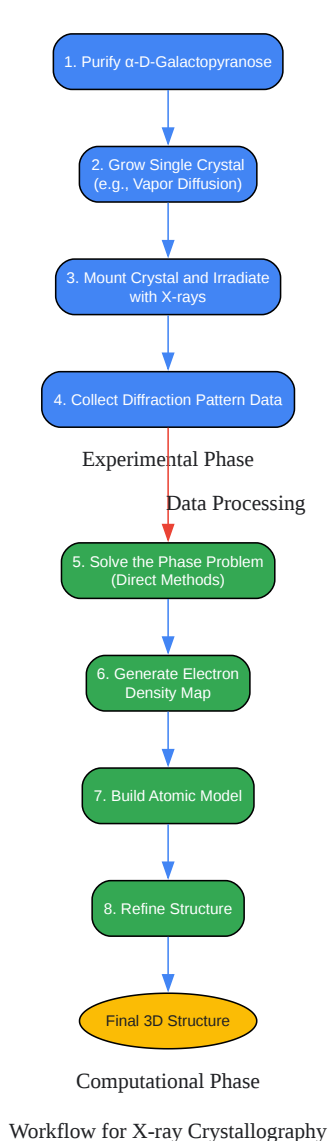 1. Purify α-D-Galactopyranose
2. Grow Single Crystal
(e.g., Vapor Diffusion)
3. Mount Crystal and Irradiate
with X-rays
4. Collect Diffraction Pattern Data
Experimental Phase
Data Processing
5. Solve the Phase Problem
(Direct Methods)
6. Generate Electron
Density Map
7. Build Atomic Model
8. Refine Structure
Final 3D Structure
Computational Phase
Workflow for X-ray Crystallography